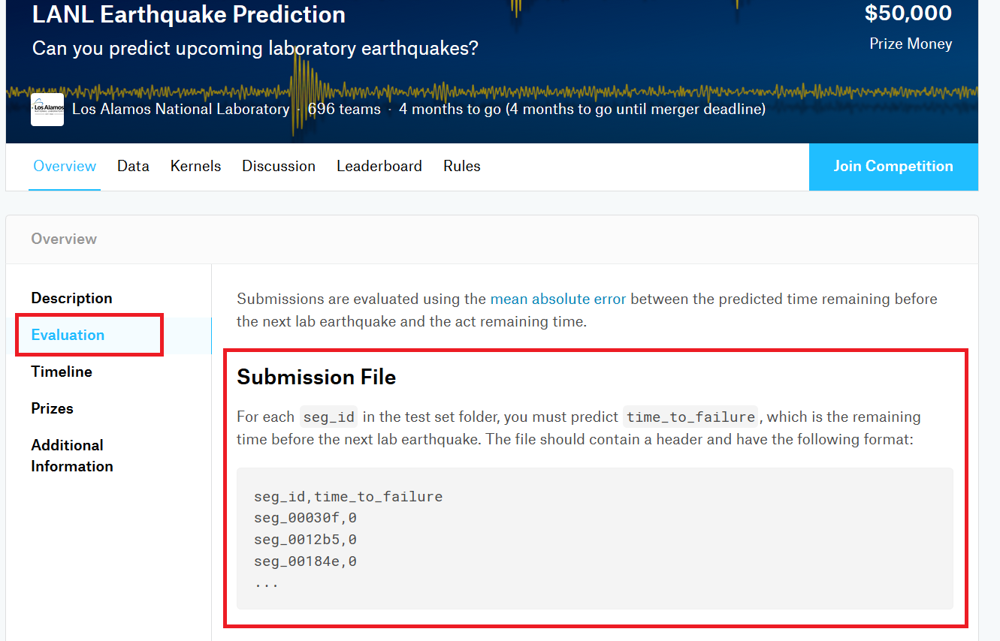 LANL Earthquake Prediction
$50,000
Can you predict upcoming laboratory earthquakes?
Prize Money
Los Alamos
Los Alamos National Laboratory · 696 teams · 4 months to go (4 months to go until merger deadline)
Overview
Data
Kernels
Discussion
Leaderboard
Rules
Join Competition
Overview
Description
Evaluation
Timeline
Prizes
Additional
Information
Submissions are evaluated using the mean absolute error between the predicted time remaining before
the next lab earthquake and the act remaining time.
Submission File
For each seg_id in the test set folder, you must predict time_to_failure, which is the remaining
time before the next lab earthquake. The file should contain a header and have the following format:
seg_id,time_to_failure
seg_00030f,0
seg_0012b5,0
seg_00184e,0
...